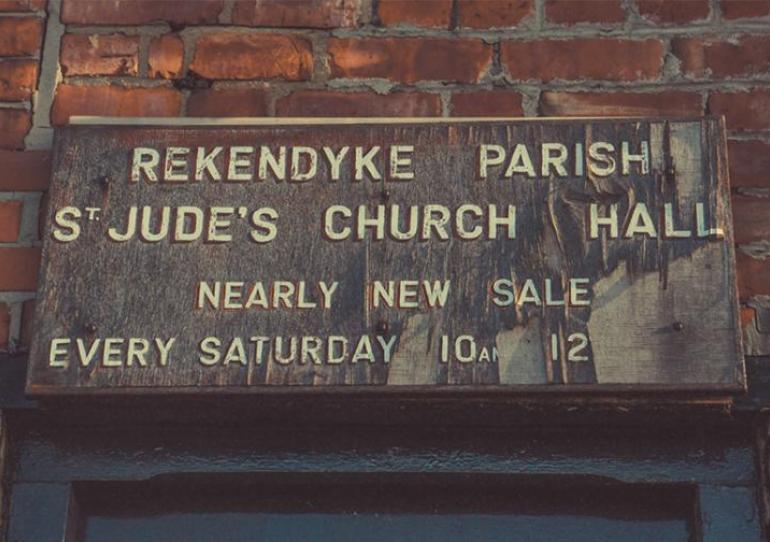 REKENDYKE PARISH
ST. JUDE'S CHURCH HALL
NEARLY NEW SALE
EVERY SATURDAY 10AM 12